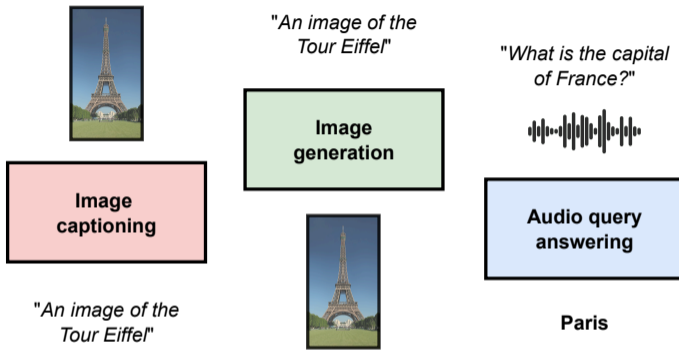 "An image of the
Tour Eiffel"
Image
generation
"What is the capital
of France?"
Image
captioning
Audio query
answering
"An image of the
Tour Eiffel"
Paris